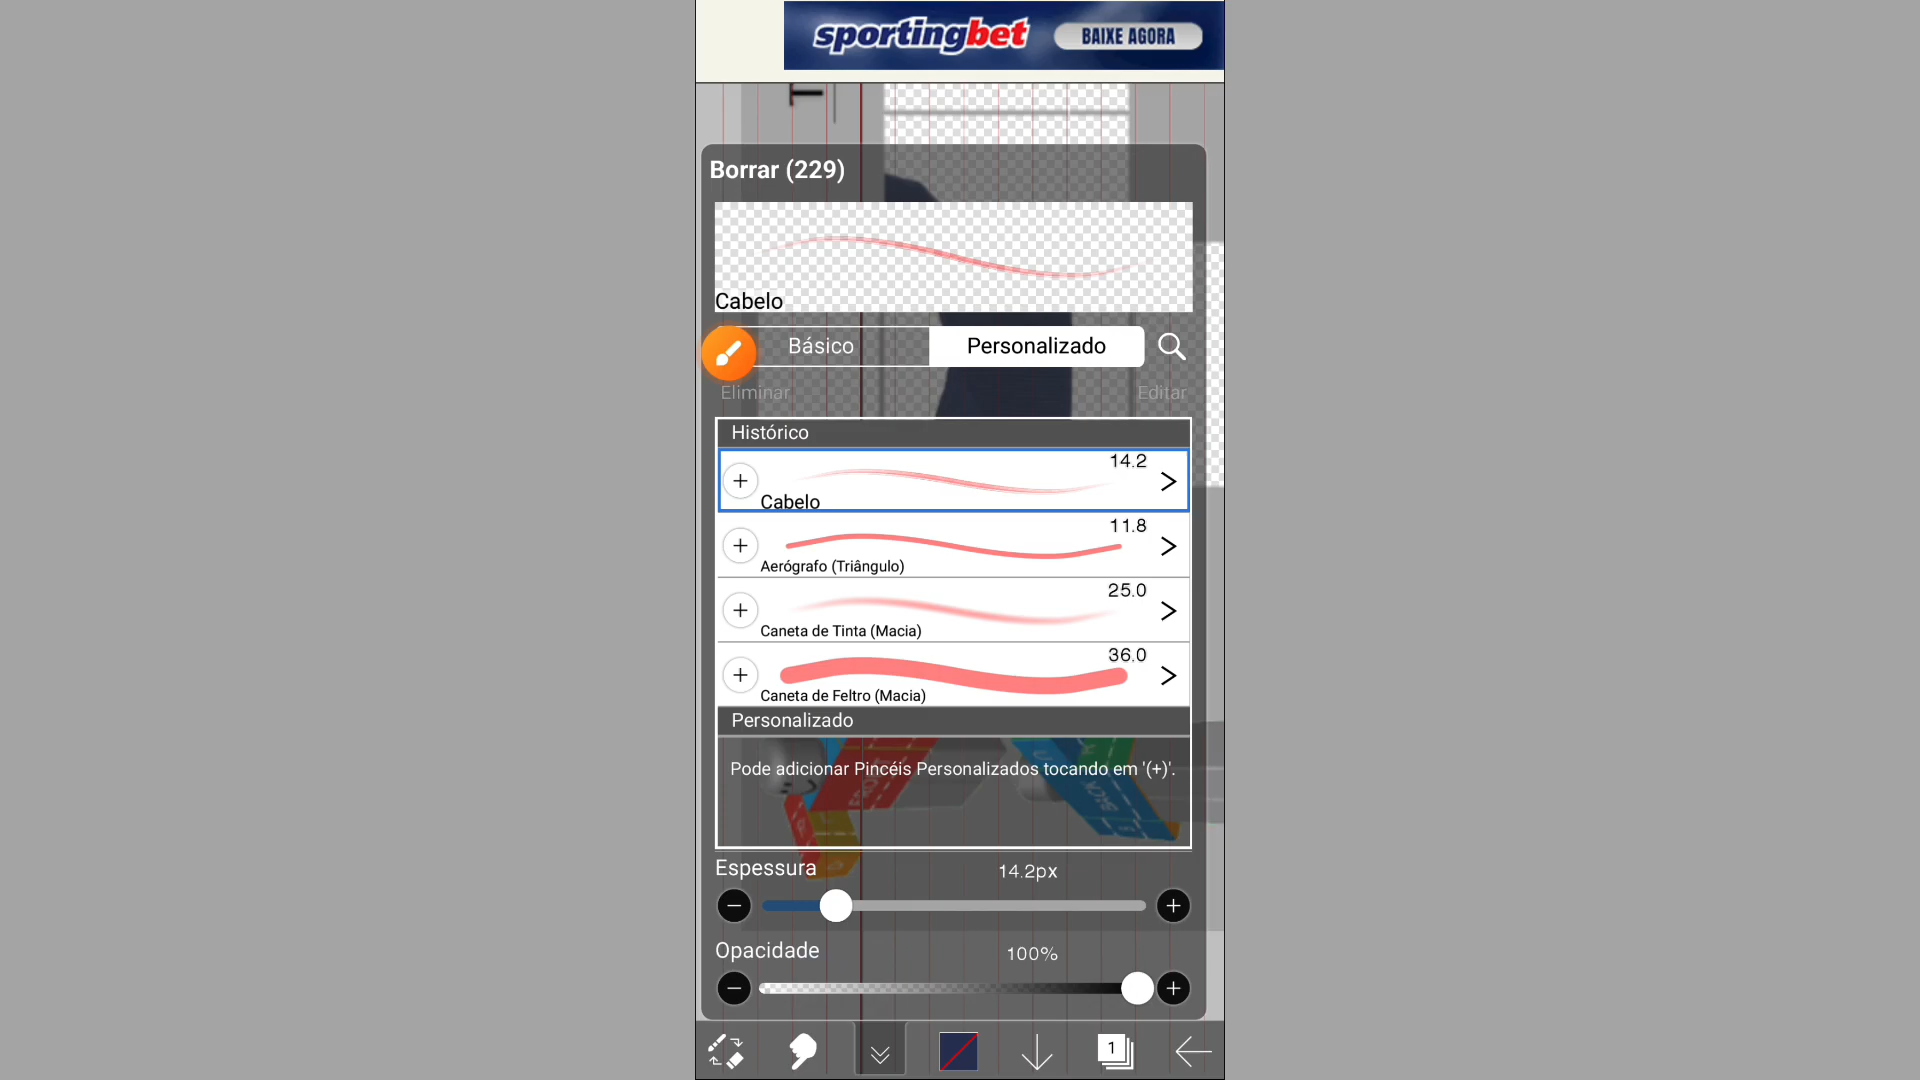 sportingbet BAIXE AGORA
Borrar (229)
Cabelo
Básico Personalizado
Eliminar Editar
Histórico
14.2
Cabelo
11.8
Aerógrafo (Triângulo)
25.0
Caneta de Tinta (Macia)
36.0
Caneta de Feltro (Macia)
Personalizado
Pode adicionar Pincéis Personalizados tocando em '(+)'.
BACK
Espessura 14.2px
Opacidade 100%
1